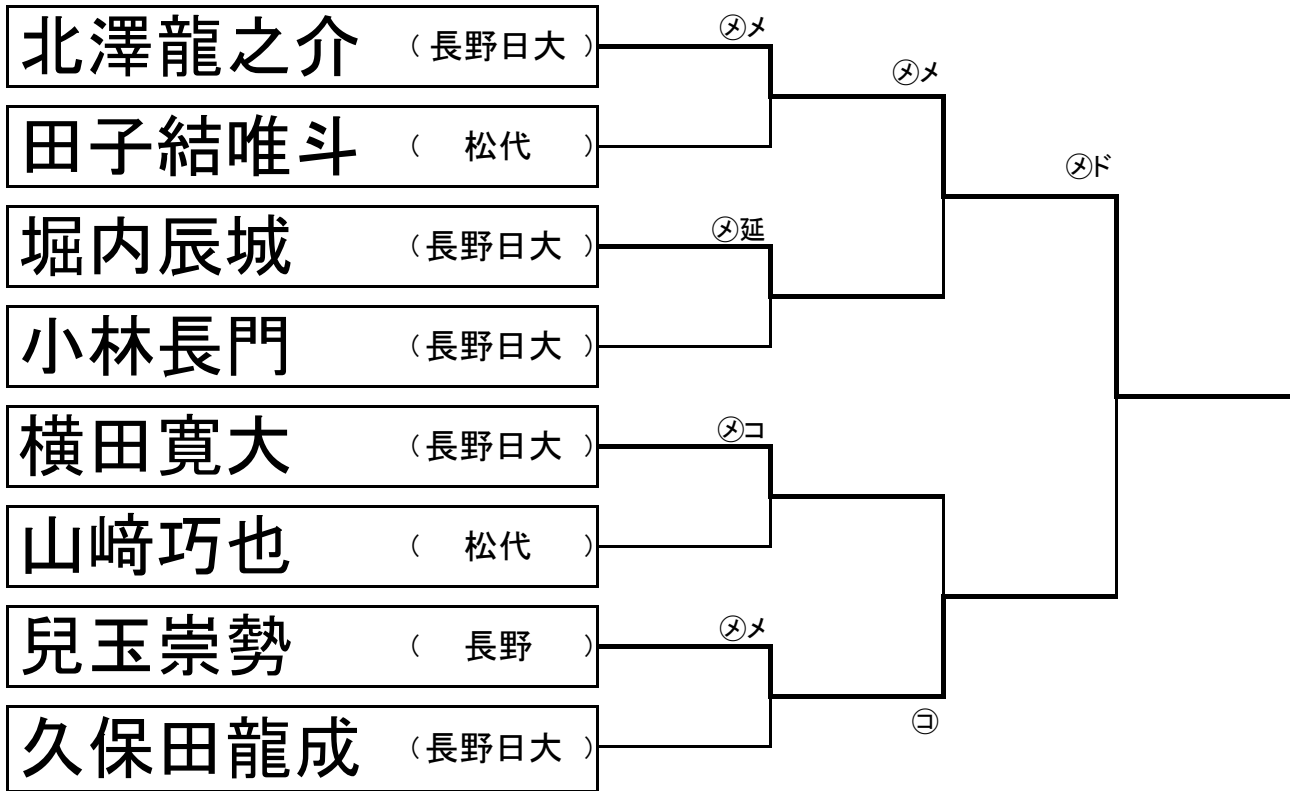 北澤龍之介 （長野日大）
㋱メ
㋱メ
田子結唯斗 （ 松代 ）
㋱ド
堀内辰城 （長野日大）
㋱延
小林長門 （長野日大）
横田寛大 （長野日大）
㋱コ
山﨑巧也 （ 松代 ）
兒玉崇勢 （ 長野 ）
㋱メ
㋙
久保田龍成 （長野日大）